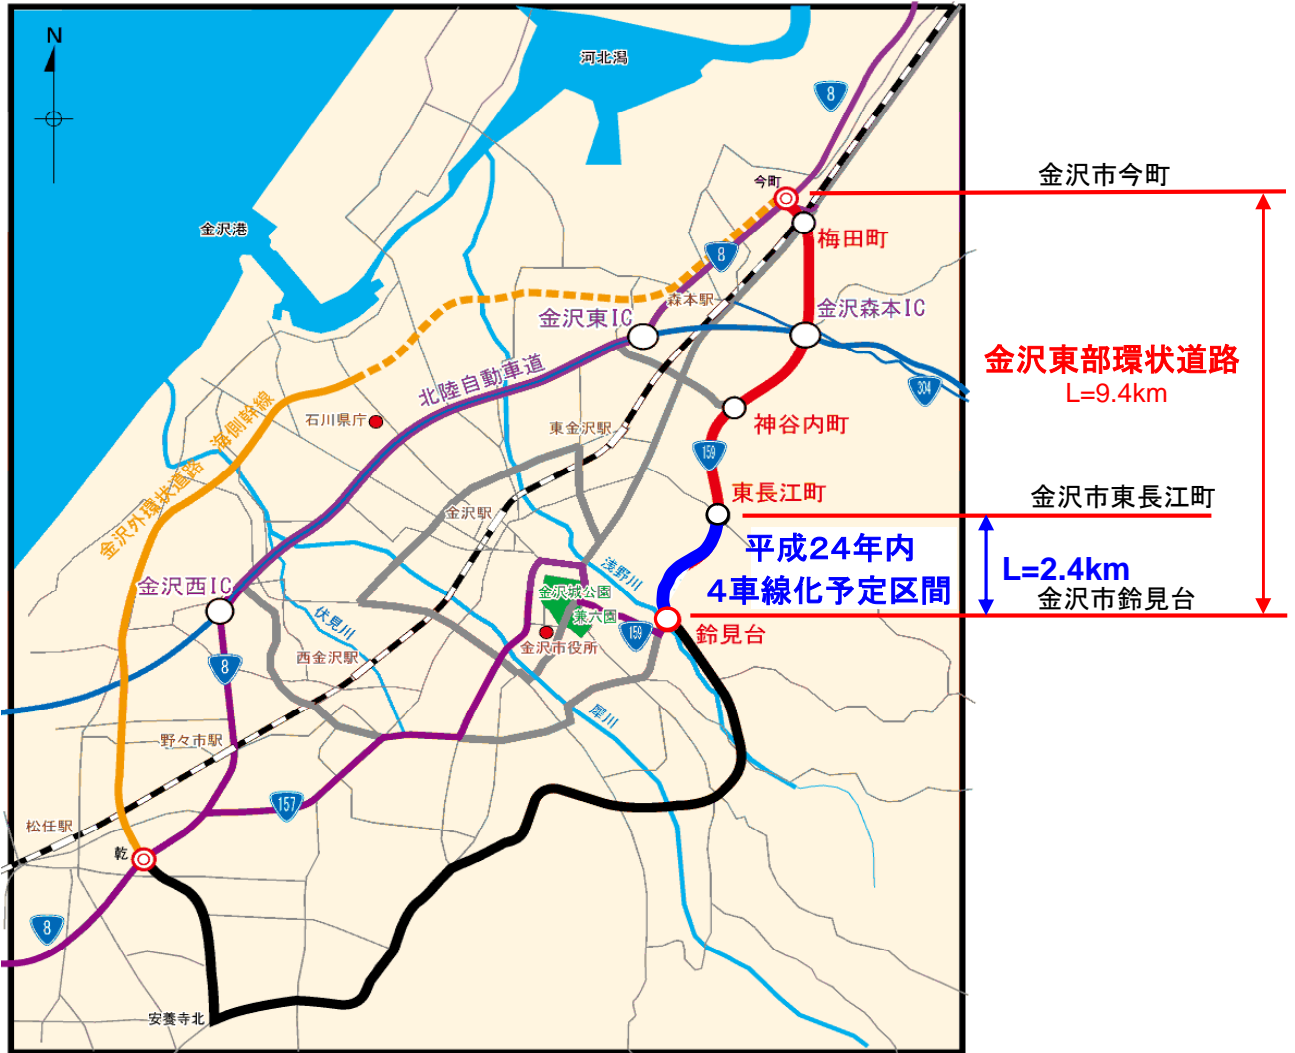 N
河北潟
8
今町
金沢市今町
金沢港
梅田町
8
森本駅
金沢東IC
金沢森本IC
金沢東部環状道路
L=9.4km
304
北陸自動車道
海側幹線
金沢外環状道路
石川県庁
東金沢駅
神谷内町
159
東長江町
金沢市東長江町
金沢駅
平成24年内
4車線化予定区間
L=2.4km
金沢市鈴見台
浅野川
金沢城公園
兼六園
金沢西IC
伏見川
159
鈴見台
金沢市役所
西金沢駅
8
犀川
野々市駅
157
松任駅
乾
8
安養寺北